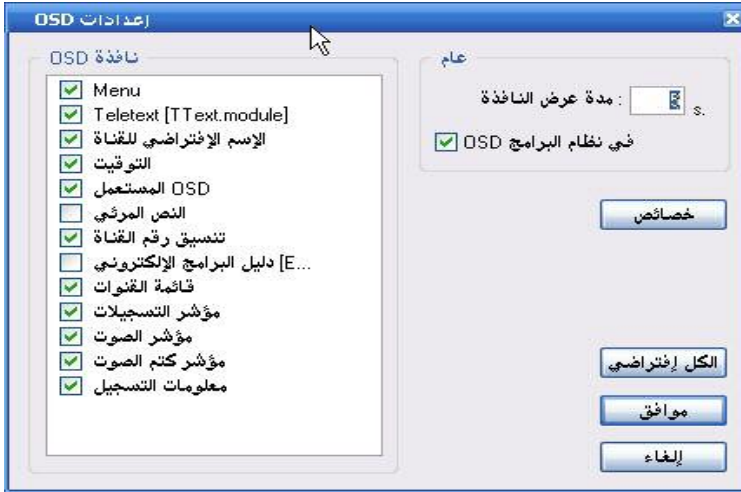 إعدادات OSD
نافذة OSD
Menu
Teletext [TText.module]
الإسم الإفتراضي للقناة
التوقيت
OSD المستعمل
النص المرئي
تنسيق رقم القناة
دليل البرامج الإلكتروني [E...
قائمة القنوات
مؤشر التسجيلات
مؤشر الصوت
مؤشر كتم الصوت
معلومات التسجيل
عام
مدة عرض النافذة : s.
في نظام البرامج OSD
خصائص
الكل إفتراضي
موافق
إلغاء